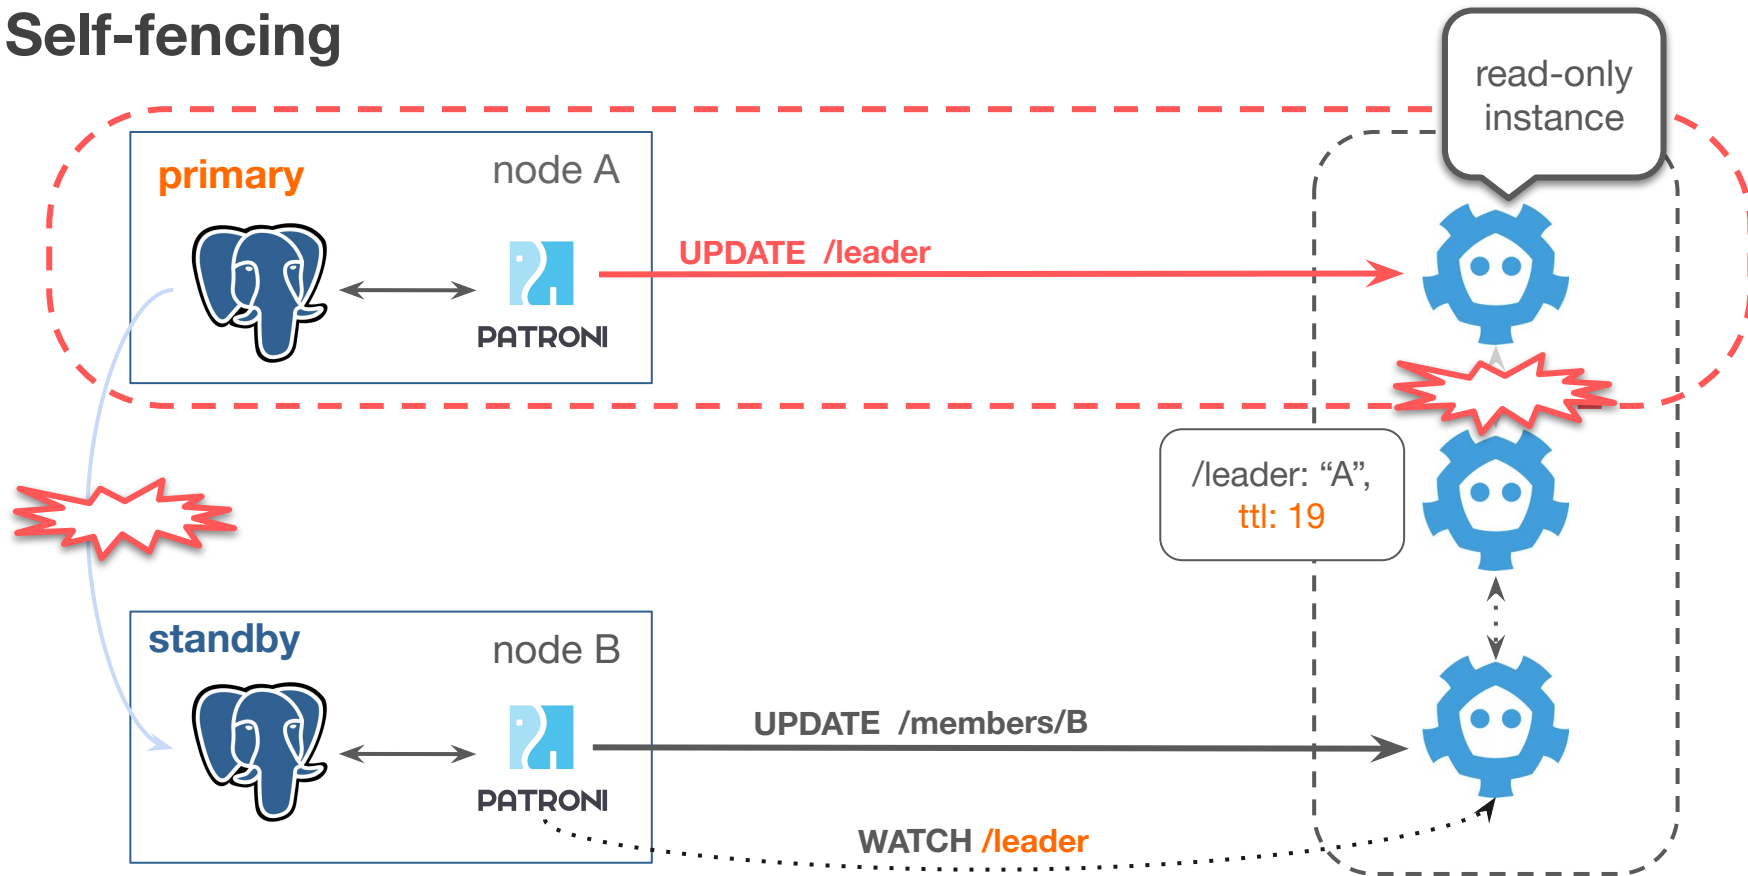 Self-fencing
read-only
instance
primary
node A
UPDATE /leader
PATRONI
/leader: “A”,
ttl: 19
standby
node B
UPDATE /members/B
PATRONI
WATCH /leader